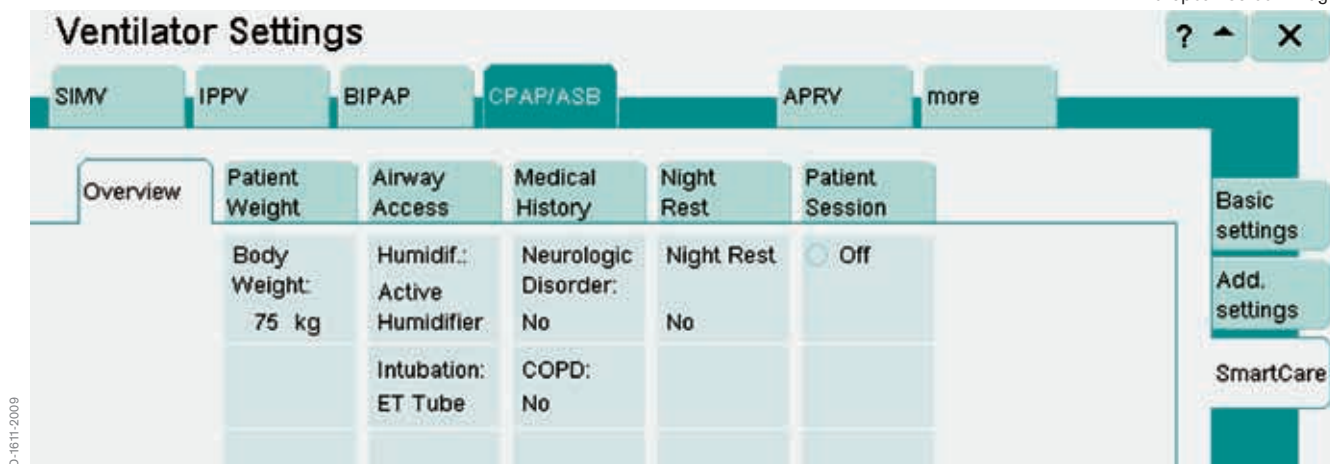 Ventilator Settings
? X
SIMV IPPV BIPAP CPAP/ASB APRV more
Overview
Patient Weight
Airway Access
Medical History
Night Rest
Patient Session
Body Weight:
75 kg
Humidif.:
Active
Humidifier
Intubation:
ET Tube
Neurologic
Disorder:
No
COPD:
No
Night Rest
No
Off
Basic settings
Add. settings
SmartCare
D-1611-2009